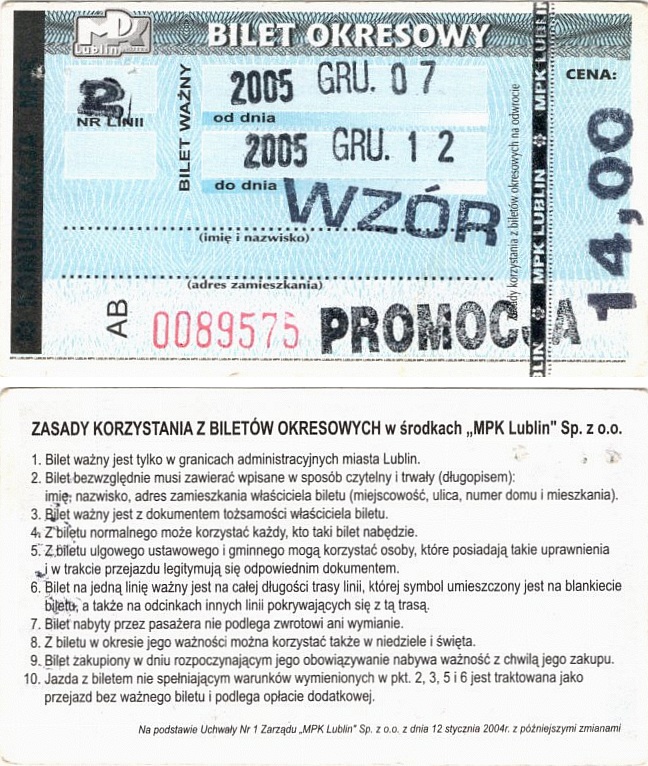 MPK
Lublin
BILET OKRESOWY
2
NR LINII
BILET WAŻNY
2005 GRU. 07
od dnia
2005 GRU. 12
do dnia
WZÓR
(imię i nazwisko)
(adres zamieszkania)
AB
0089575
PROMOCJA
Zasady korzystania z biletów okresowych na odwrocie
MPK LUBLIN MPK LUBLIN
CENA:
14,00
ZASADY KORZYSTANIA Z BILETÓW OKRESOWYCH w środkach „MPK Lublin" Sp. z o.o.
1. Bilet ważny jest tylko w granicach administracyjnych miasta Lublin.
2. Bilet bezwzględnie musi zawierać wpisane w sposób czytelny i trwały (długopisem):
imię, nazwisko, adres zamieszkania właściciela biletu (miejscowość, ulica, numer domu i mieszkania).
3. Bilet ważny jest z dokumentem tożsamości właściciela biletu.
4. Z biletu normalnego może korzystać każdy, kto taki bilet nabędzie.
5. Z biletu ulgowego ustawowego i gminnego mogą korzystać osoby, które posiadają takie uprawnienia
i w trakcie przejazdu legitymują się odpowiednim dokumentem.
6. Bilet na jedną linię ważny jest na całej długości trasy linii, której symbol umieszczony jest na blankiecie
biletu, a także na odcinkach innych linii pokrywających się z tą trasą.
7. Bilet nabyty przez pasażera nie podlega zwrotowi ani wymianie.
8. Z biletu w okresie jego ważności można korzystać także w niedziele i święta.
9. Bilet zakupiony w dniu rozpoczynającym jego obowiązywanie nabywa ważność z chwilą jego zakupu.
10. Jazda z biletem nie spełniającym warunków wymienionych w pkt. 2, 3, 5 i 6 jest traktowana jako
przejazd bez ważnego biletu i podlega opłacie dodatkowej.
Na podstawie Uchwały Nr 1 Zarządu „MPK Lublin" Sp. z o.o. z dnia 12 stycznia 2004r. z późniejszymi zmianami